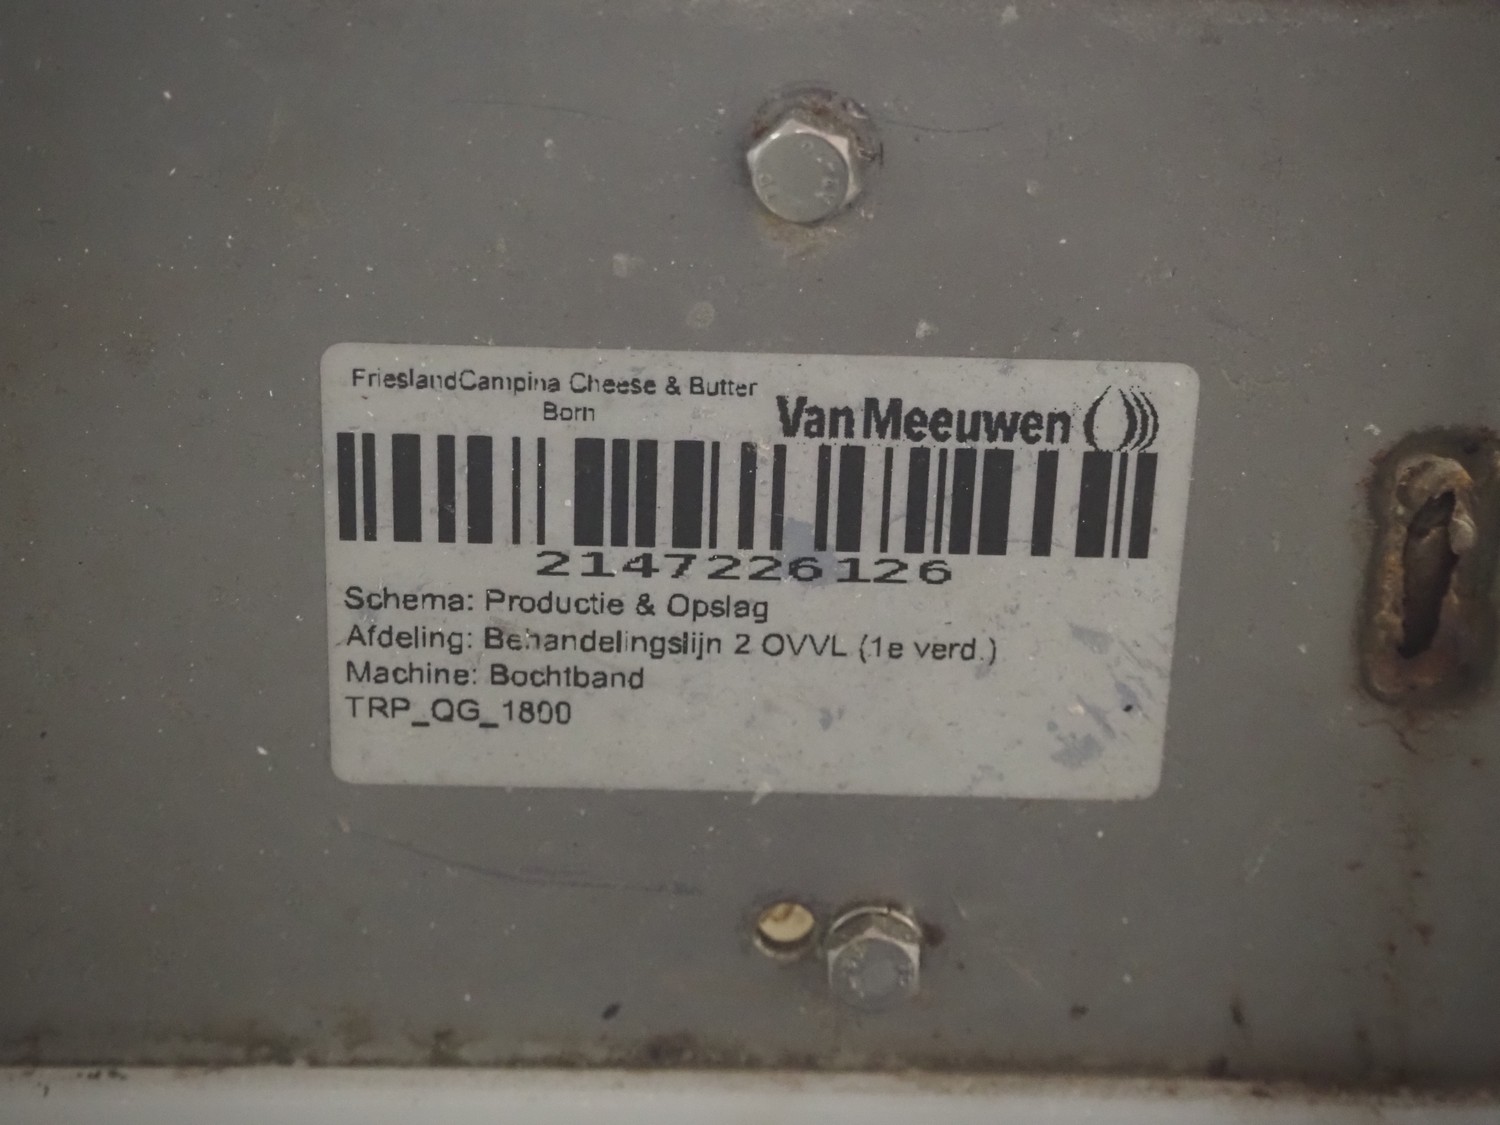 FrieslandCampina Cheese & Butter
Born
Van Meeuwen
2147226126
Schema: Productie & Opslag
Afdeling: Behandelingslijn 2 OVVL (1e verd.)
Machine: Bochtband
TRP_QG_1800